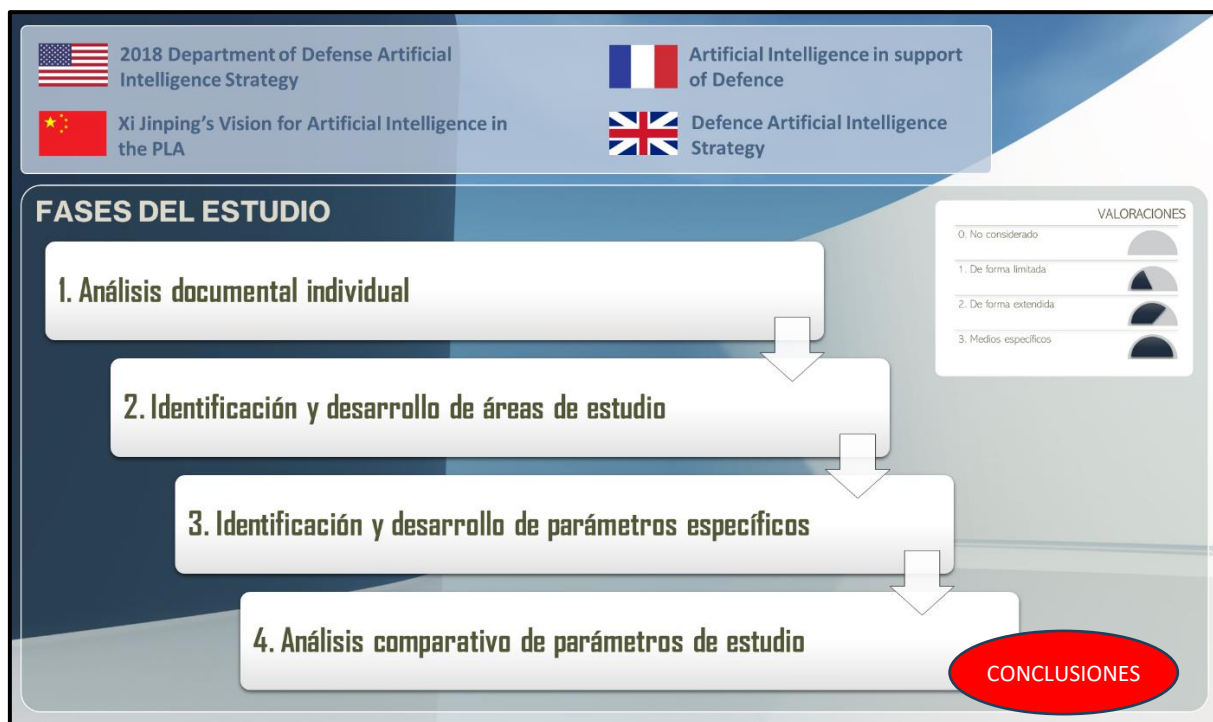 2018 Department of Defense Artificial
Intelligence Strategy
Xi Jinping's Vision for Artificial Intelligence in
the PLA
Artificial Intelligence in support
of Defence
Defence Artificial Intelligence
Strategy
FASES DEL ESTUDIO
1. Análisis documental individual
2. Identificación y desarrollo de áreas de estudio
3. Identificación y desarrollo de parámetros específicos
4. Análisis comparativo de parámetros de estudio
VALORACIONES
0. No considerado
1. De forma limitada
2. De forma extendida
3. Medios específicos
CONCLUSIONES